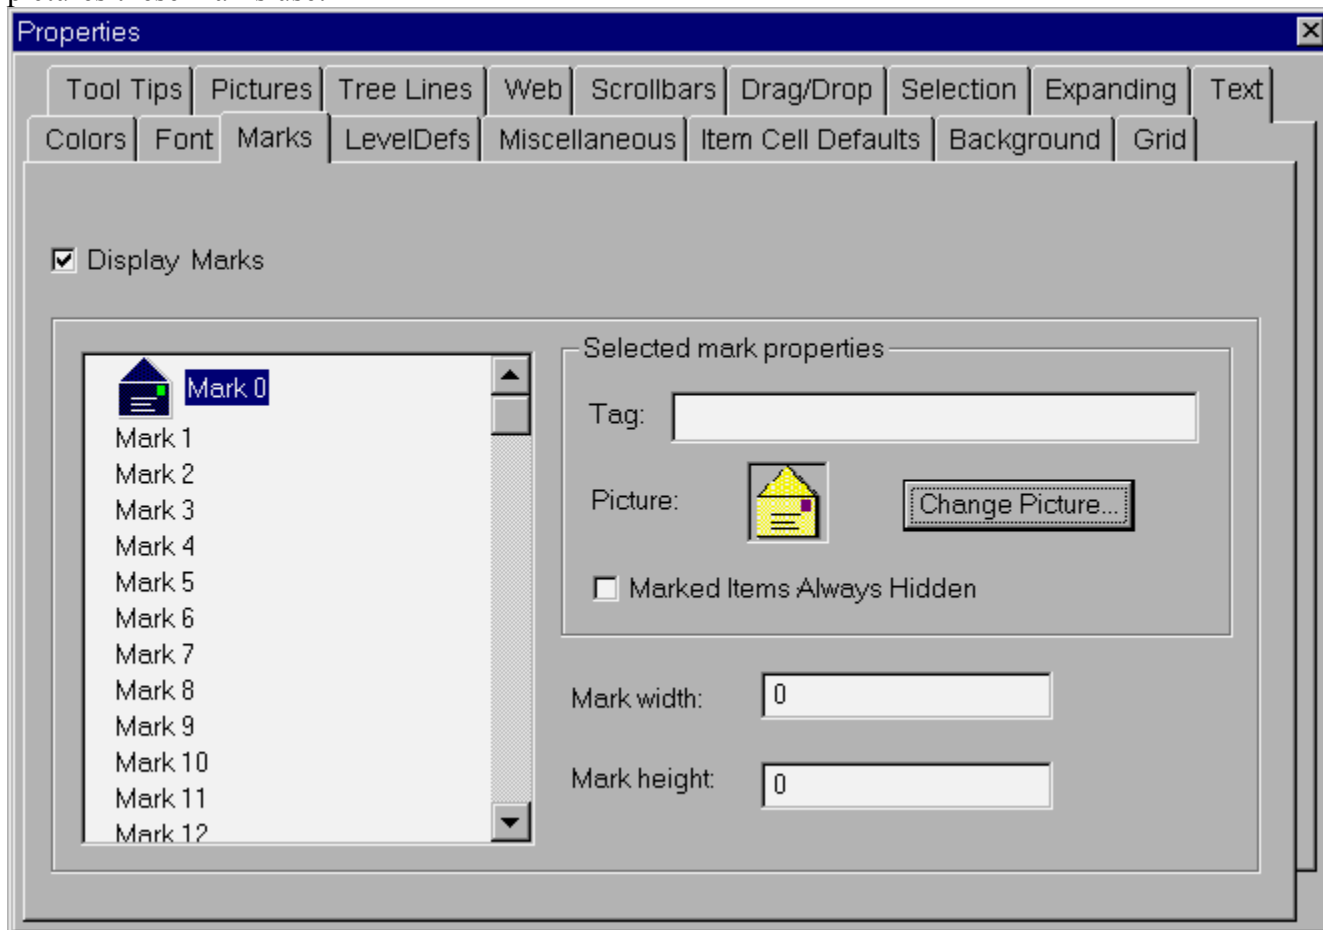 Properties
Tool Tips Pictures Tree Lines Web Scrollbars Drag/Drop Selection Expanding Text
Colors Font Marks LevelDefs Miscellaneous Item Cell Defaults Background Grid
Display Marks
Selected mark properties
Mark 0
Tag:
Mark 1
Mark 2
Picture:
Change Picture...
Mark 3
Mark 4
Mark 5
Marked Items Always Hidden
Mark 6
Mark 7
Mark 8
Mark width: 0
Mark 9
Mark 10
Mark height: 0
Mark 11
Mark 12